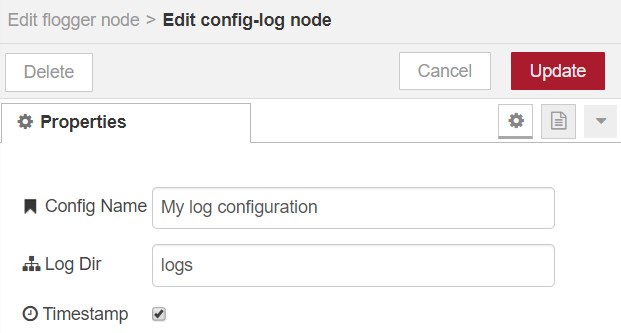 Edit flogger node > Edit config-log node
Delete Cancel Update
Properties
Config Name My log configuration
Log Dir logs
Timestamp